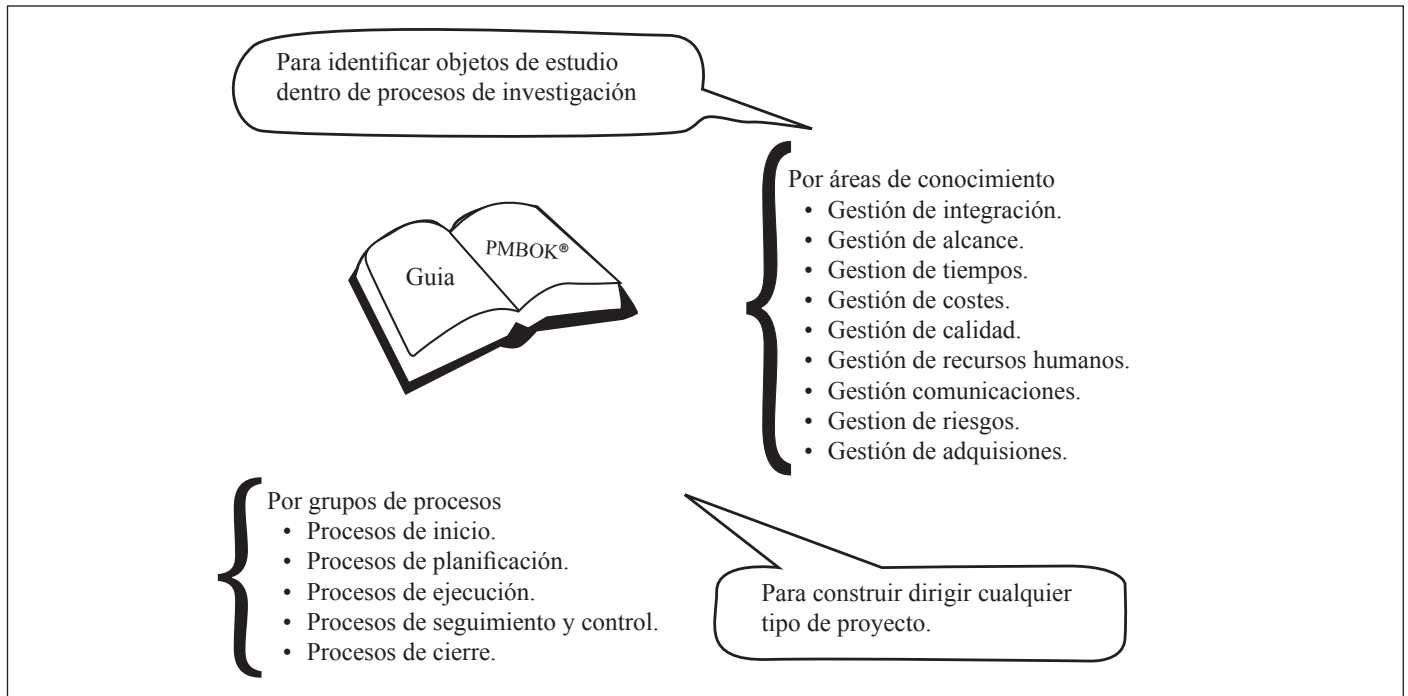 Para identificar objetos de estudio
dentro de procesos de investigación
Guia
PMBOK®
Por áreas de conocimiento
• Gestión de integración.
• Gestión de alcance.
• Gestion de tiempos.
• Gestión de costes.
• Gestión de calidad.
• Gestión de recursos humanos.
• Gestión comunicaciones.
• Gestion de riesgos.
• Gestión de adquisiones.
Por grupos de procesos
• Procesos de inicio.
• Procesos de planificación.
• Procesos de ejecución.
• Procesos de seguimiento y control.
• Procesos de cierre.
Para construir dirigir cualquier
tipo de proyecto.